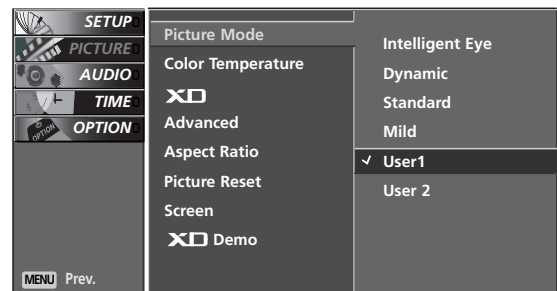 SETUP
PICTURE
AUDIO
TIME
OPTION
OPTION
MENU Prev.
Picture Mode
Color Temperature
XD
Advanced
Aspect Ratio
Picture Reset
Screen
XD Demo
Intelligent Eye
Dynamic
Standard
Mild
✓ User1
User 2